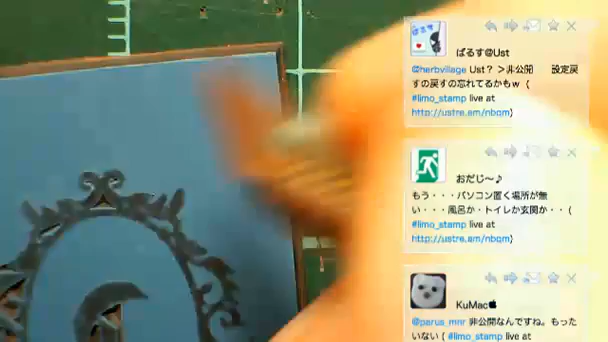 ぱるす@Ust
@herbvillage Ust？ ＞非公開　　設定戻
すの戻すの忘れてるかもｗ (
#limo_stamp live at
http://ustre.am/nbqm)
おだじ〜♪
もう・・・パソコン置く場所が無
い・・・風呂か・トイレか玄関か・・ (
#limo_stamp live at
http://ustre.am/nbqm)
KuMac
@parus_mnr 非公開なんですね。もった
いない ( #limo_stamp live at